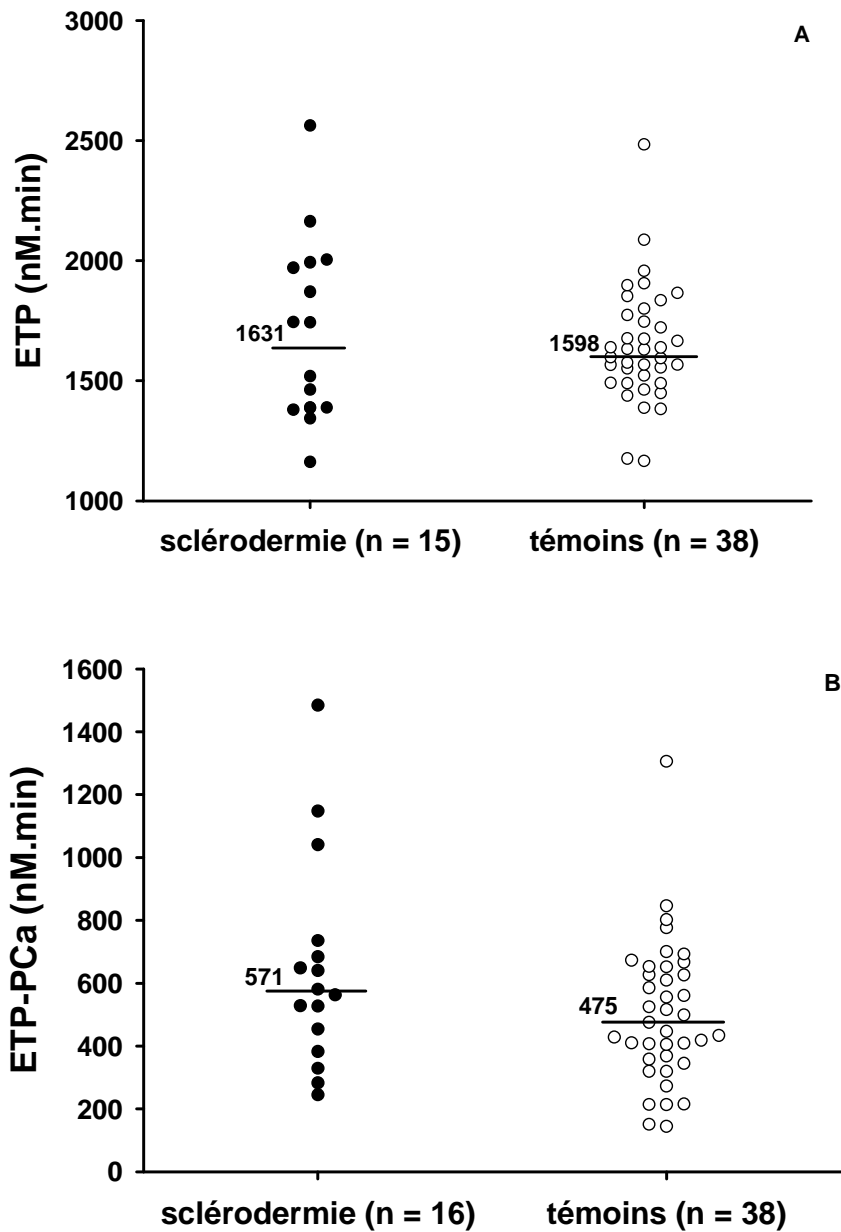 A
3000
2500
2000
1500
1000
ETP (nM.min)
1631
1598
sclérodermie (n = 15)
témoins (n = 38)
B
1600
1400
1200
1000
800
600
400
200
0
ETP-PCa (nM.min)
571
475
sclérodermie (n = 16)
témoins (n = 38)